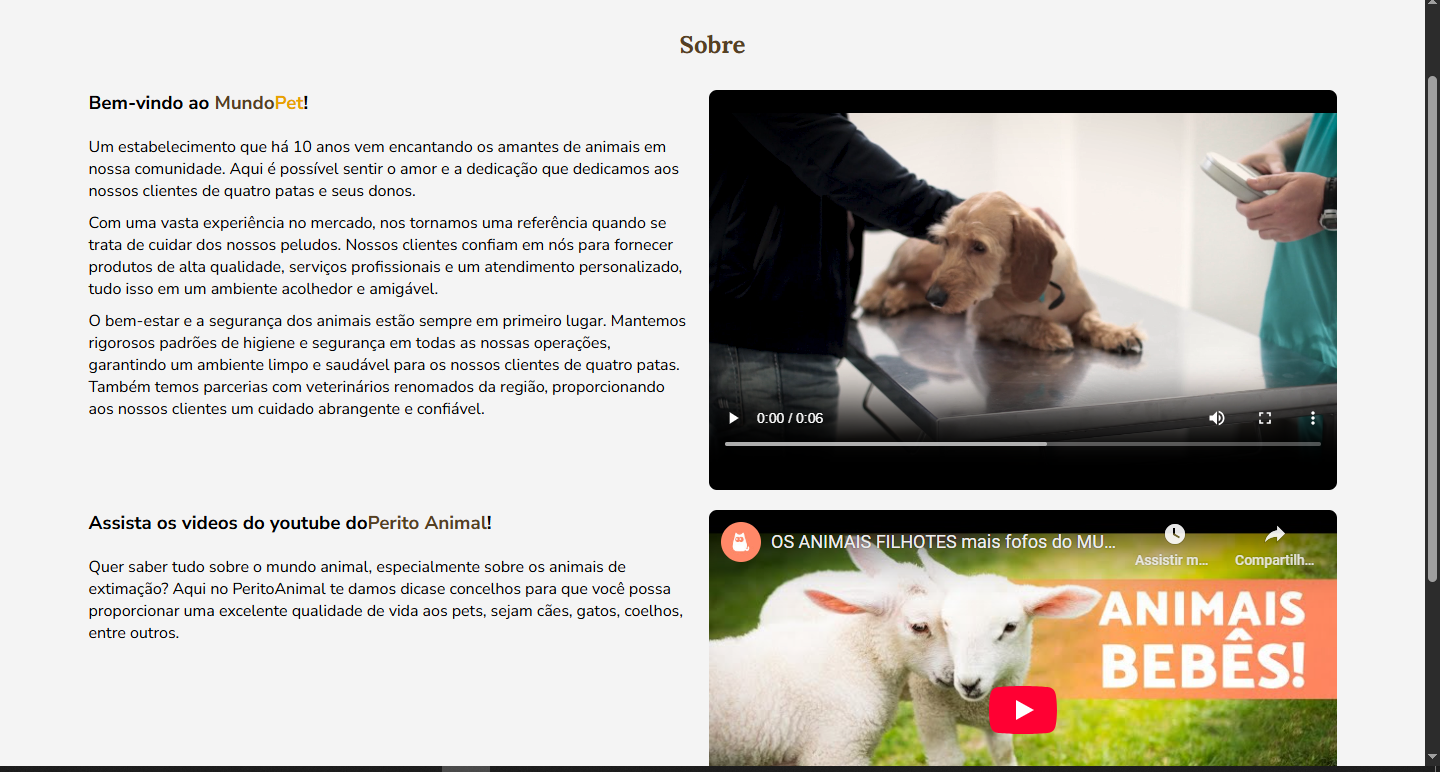 Sobre
Bem-vindo ao MundoPet!
Um estabelecimento que há 10 anos vem encantando os amantes de animais em
nossa comunidade. Aqui é possível sentir o amor e a dedicação que dedicamos aos
nossos clientes de quatro patas e seus donos.
Com uma vasta experiência no mercado, nos tornamos uma referência quando se
trata de cuidar dos nossos peludos. Nossos clientes confiam em nós para fornecer
produtos de alta qualidade, serviços profissionais e um atendimento personalizado,
tudo isso em um ambiente acolhedor e amigável.
O bem-estar e a segurança dos animais estão sempre em primeiro lugar. Mantemos
rigorosos padrões de higiene e segurança em todas as nossas operações,
garantindo um ambiente limpo e saudável para os nossos clientes de quatro patas.
Também temos parcerias com veterinários renomados da região, proporcionando
aos nossos clientes um cuidado abrangente e confiável.
0:00 / 0:06
Assista os videos do youtube doPerito Animal!
Quer saber tudo sobre o mundo animal, especialmente sobre os animais de
extimação? Aqui no PeritoAnimal te damos dicase concelhos para que você possa
proporcionar uma excelente qualidade de vida aos pets, sejam cães, gatos, coelhos,
entre outros.
OS ANIMAIS FILHOTES mais fofos do MU...
Assistir m...
Compartilh...
ANIMAIS
BEBÊS!